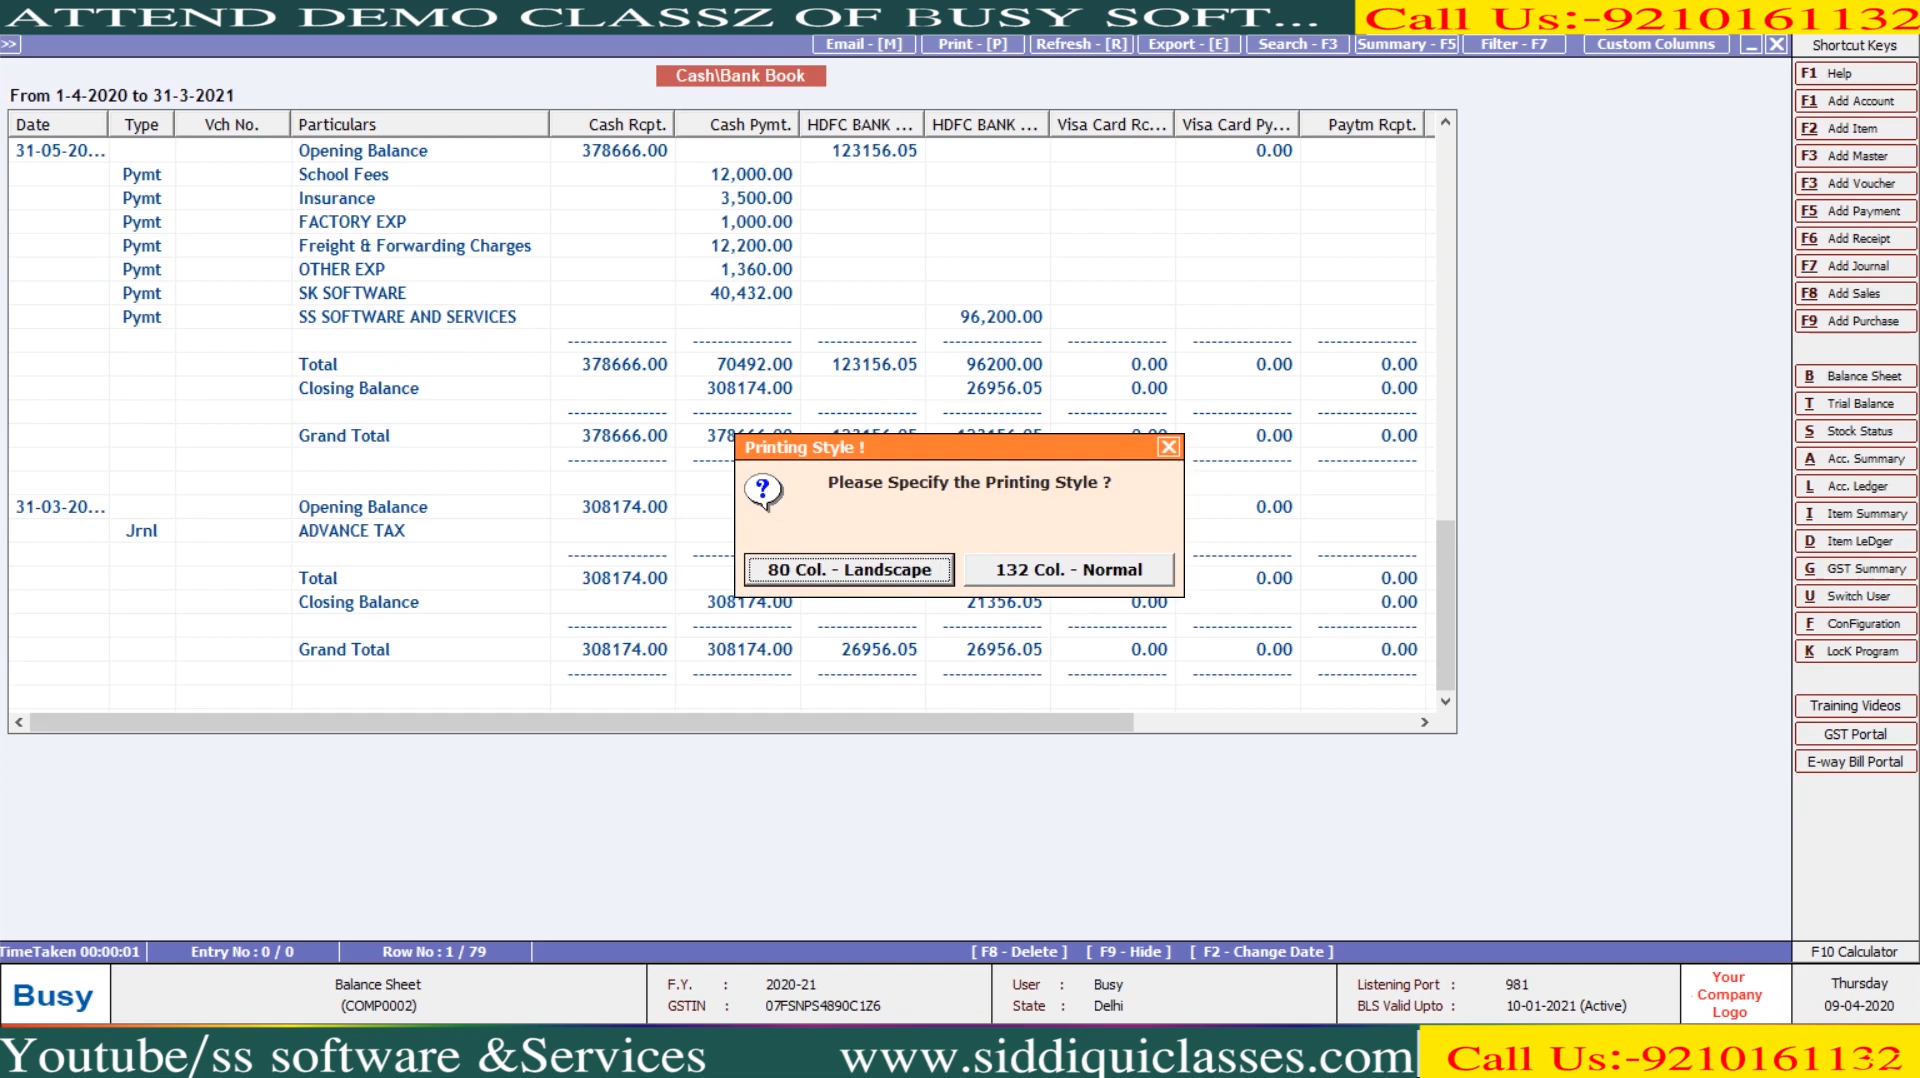 ATTEND DEMO CLASSZ OF BUSY SOFT... Call Us:-9210161132
>> Email - [M] Print - [P] Refresh - [R] Export - [E] Search - F3 Summary - F5 Filter - F7 Custom Columns _ X Shortcut Keys
Cash\Bank Book
From 1-4-2020 to 31-3-2021
Date Type Vch No. Particulars Cash Rcpt. Cash Pymt. HDFC BANK ... HDFC BANK ... Visa Card Rc... Visa Card Py... Paytm Rcpt.
31-05-20... Opening Balance 378666.00 123156.05 0.00
Pymt School Fees 12,000.00
Pymt Insurance 3,500.00
Pymt FACTORY EXP 1,000.00
Pymt Freight & Forwarding Charges 12,200.00
Pymt OTHER EXP 1,360.00
Pymt SK SOFTWARE 40,432.00
Pymt SS SOFTWARE AND SERVICES 96,200.00
Total 378666.00 70492.00 123156.05 96200.00 0.00 0.00 0.00
Closing Balance 308174.00 26956.05 0.00 0.00
Grand Total 378666.00 0.00 0.00
31-03-20... Opening Balance 308174.00 0.00
Jrnl ADVANCE TAX
Total 308174.00 0.00 0.00
Closing Balance 308174.00 21356.05 0.00 0.00
Grand Total 308174.00 308174.00 26956.05 26956.05 0.00 0.00 0.00
Printing Style !
Please Specify the Printing Style ?
80 Col. - Landscape 132 Col. - Normal
F1 Help
F1 Add Account
F2 Add Item
F3 Add Master
F3 Add Voucher
F5 Add Payment
F6 Add Receipt
F7 Add Journal
F8 Add Sales
F9 Add Purchase
B Balance Sheet
T Trial Balance
S Stock Status
A Acc. Summary
L Acc. Ledger
I Item Summary
D Item LeDger
G GST Summary
U Switch User
F ConFiguration
K LocK Program
Training Videos
GST Portal
E-way Bill Portal
TimeTaken 00:00:01 Entry No : 0 / 0 Row No : 1 / 79 [ F8 - Delete ] [ F9 - Hide ] [ F2 - Change Date ] F10 Calculator
Busy
Balance Sheet
(COMP0002)
F.Y. : 2020-21
GSTIN : 07FSNPS4890C1Z6
User : Busy
State : Delhi
Listening Port : 981
BLS Valid Upto : 10-01-2021 (Active)
Your
Company
Logo
Thursday
09-04-2020
Youtube/ss software &Services www.siddiquiclasses.com Call Us:-9210161132